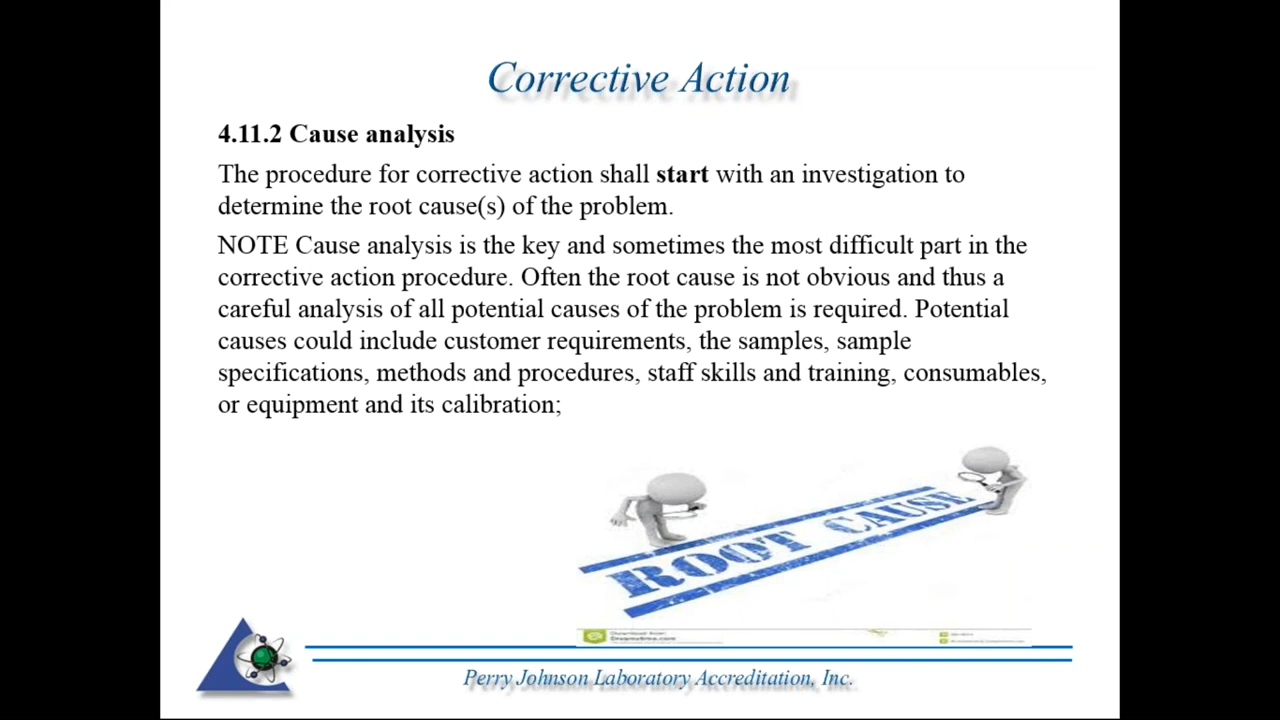 Corrective Action
4.11.2 Cause analysis
The procedure for corrective action shall start with an investigation to
determine the root cause(s) of the problem.
NOTE Cause analysis is the key and sometimes the most difficult part in the
corrective action procedure. Often the root cause is not obvious and thus a
careful analysis of all potential causes of the problem is required. Potential
causes could include customer requirements, the samples, sample
specifications, methods and procedures, staff skills and training, consumables,
or equipment and its calibration;
ROOT CAUSE
Download from
Dreamstime.com
Perry Johnson Laboratory Accreditation, Inc.